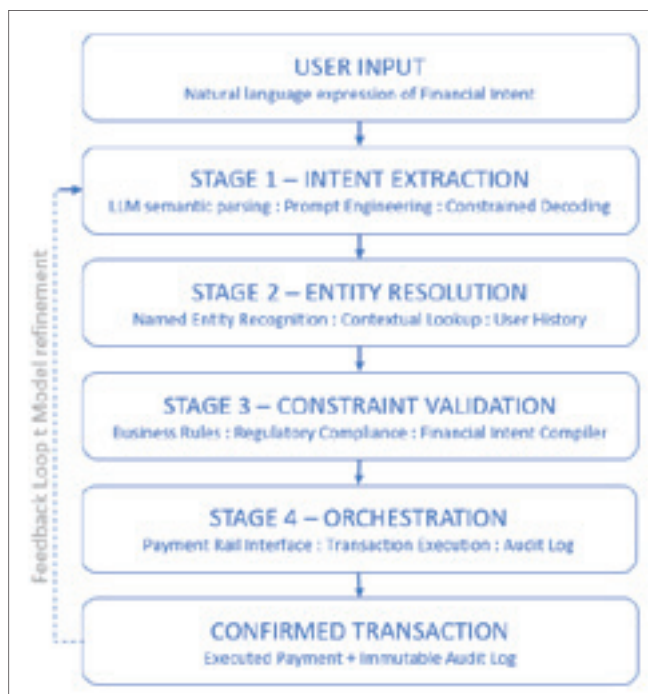 USER INPUT
Natural language expression of Financial Intent
STAGE 1 – INTENT EXTRACTION
LLM semantic parsing : Prompt Engineering : Constrained Decoding
STAGE 2 – ENTITY RESOLUTION
Named Entity Recognition : Contextual Lookup : User History
STAGE 3 – CONSTRAINT VALIDATION
Business Rules : Regulatory Compliance : Financial Intent Compiler
STAGE 4 – ORCHESTRATION
Payment Rail Interface : Transaction Execution : Audit Log
CONFIRMED TRANSACTION
Executed Payment + Immutable Audit Log
Feedback Loop t Model refinement